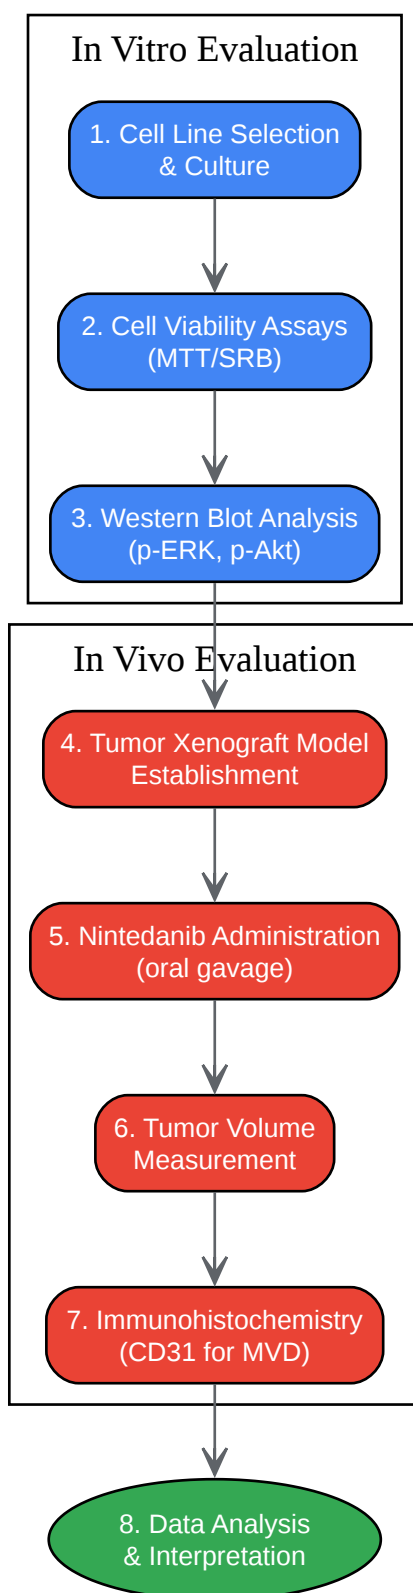 In Vitro Evaluation
1. Cell Line Selection
& Culture
2. Cell Viability Assays
(MTT/SRB)
3. Western Blot Analysis
(p-ERK, p-Akt)
In Vivo Evaluation
4. Tumor Xenograft Model
Establishment
5. Nintedanib Administration
(oral gavage)
6. Tumor Volume
Measurement
7. Immunohistochemistry
(CD31 for MVD)
8. Data Analysis
& Interpretation